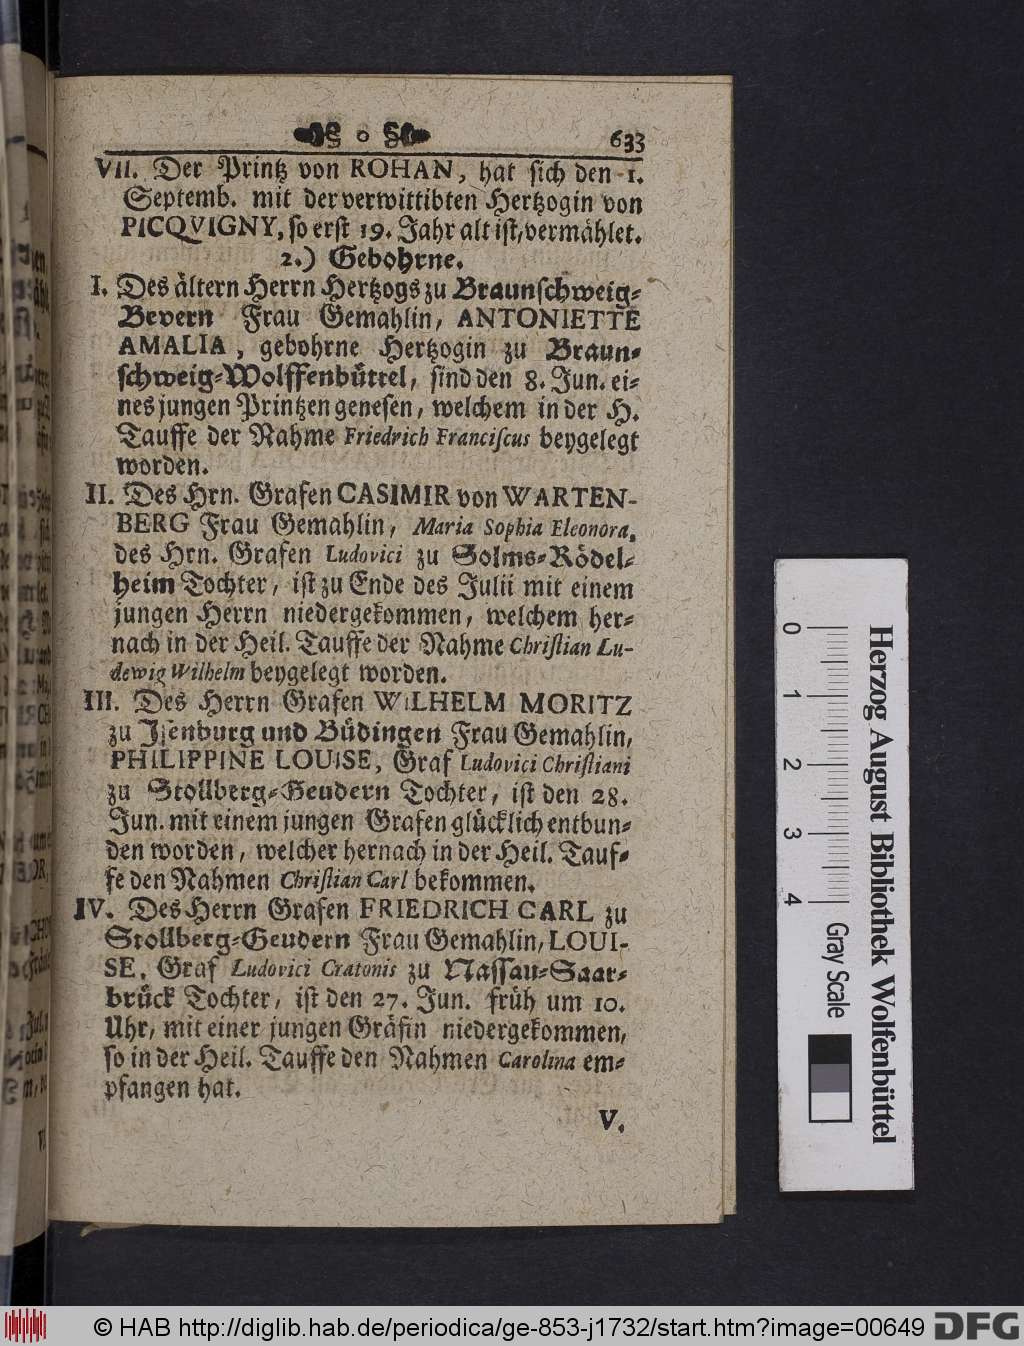 633
VII. Der Printz von ROHAN, hat sich den 1.
Septemb. mit der verwittibten Hertzogin von
PICQVIGNY, so erst 19. Jahr alt ist, vermählet.
2.) Gebohrne.
I. Des ältern Herrn Hertzogs zu Braunschweig-
Bevern Frau Gemahlin, ANTONIETTE
AMALIA, gebohrne Hertzogin zu Braun-
schweig-Wolffenbüttel, sind den 8. Jun. ei-
nes jungen Printzen genesen, welchem in der H.
Tauffe der Nahme Friedrich Franciscus beygelegt
worden.
II. Des Hrn. Grafen CASIMIR von WARTEN-
BERG Frau Gemahlin, Maria Sophia Eleonora,
des Hrn. Grafen Ludovici zu Solms-Rödel-
heim Tochter, ist zu Ende des Julii mit einem
jungen Herrn niedergekommen, welchem her-
nach in der Heil. Tauffe der Nahme Christian Lu-
dewig Wilhelm beygelegt worden.
III. Des Herrn Grafen WILHELM MORITZ
zu Isenburg und Büdingen Frau Gemahlin,
PHILIPPINE LOUISE, Graf Ludovici Christiani
zu Stollberg-Geudern Tochter, ist den 28.
Jun. mit einem jungen Grafen glücklich entbun-
den worden, welcher hernach in der Heil. Tauf-
fe den Nahmen Christian Carl bekommen.
IV. Des Herrn Grafen FRIEDRICH CARL zu
Stollberg-Geudern Frau Gemahlin, LOUI-
SE, Graf Ludovici Cratonis zu Nassau-Saar-
brück Tochter, ist den 27. Jun. früh um 10.
Uhr, mit einer jungen Gräfin niedergekommen,
so in der Heil. Tauffe den Nahmen Carolina em-
pfangen hat.
V.
0 1 2 3 4
Gray Scale
Herzog August Bibliothek Wolfenbüttel
© HAB http://diglib.hab.de/periodica/ge-853-j1732/start.htm?image=00649
DFG